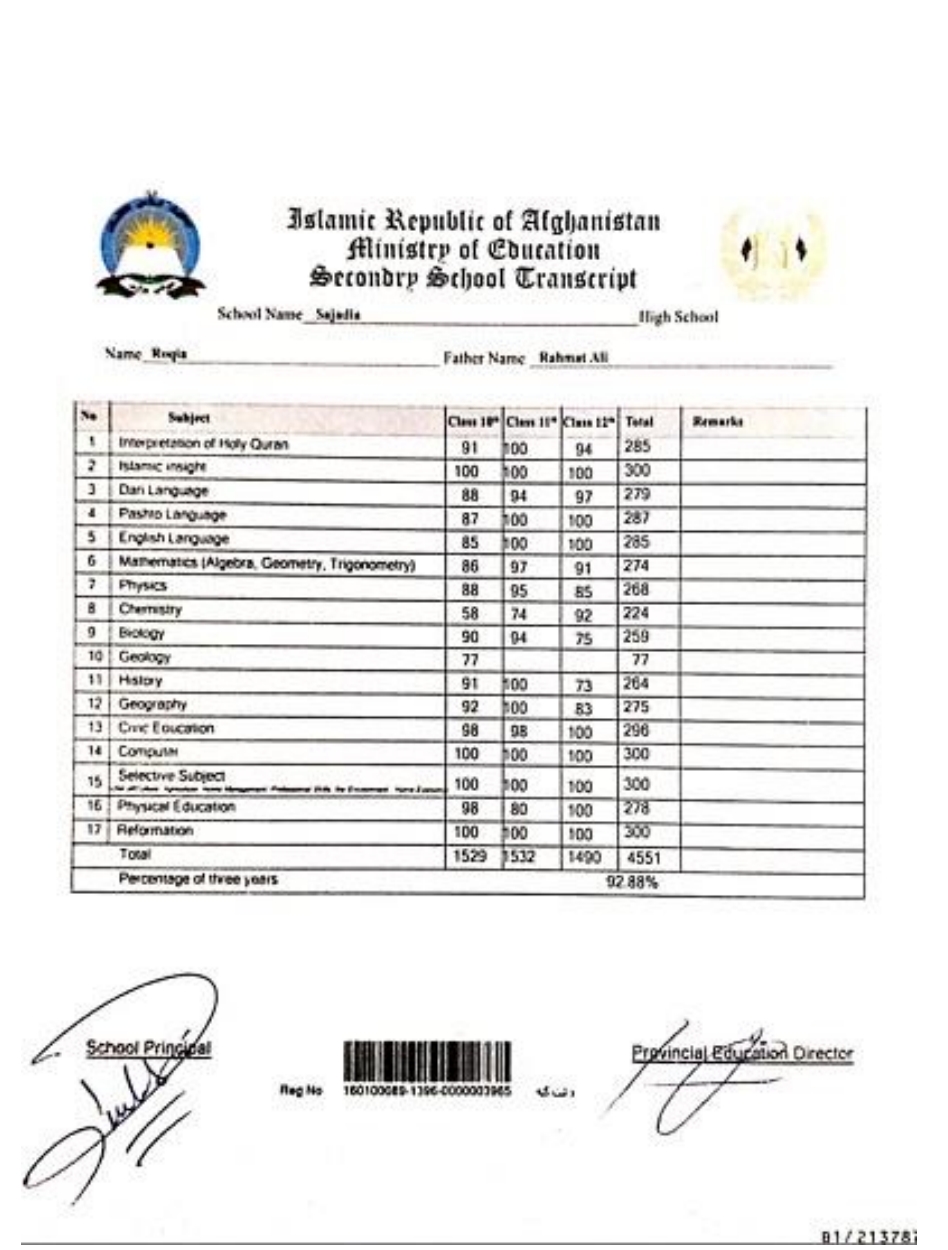 Islamic Republic of Afghanistan
Ministry of Education
Secondry School Transcript
School Name Sajadia High School
Name Roqia Father Name Rahmat Ali
No Subject Class 10th Class 11th Class 12th Total Remarks
1 Interpretation of Holy Quran 91 100 94 285
2 Islamic insight 100 100 100 300
3 Dari Language 88 94 97 279
4 Pashto Language 87 100 100 287
5 English Language 85 100 100 285
6 Mathematics (Algebra, Geometry, Trigonometry) 86 97 91 274
7 Physics 88 95 85 268
8 Chemistry 58 74 92 224
9 Biology 90 94 75 259
10 Geology 77 77
11 History 91 100 73 264
12 Geography 92 100 83 275
13 Civic Education 98 98 100 296
14 Computer 100 100 100 300
15 Selective Subject 100 100 100 300
16 Physical Education 98 80 100 278
17 Reformation 100 100 100 300
Total 1529 1532 1490 4551
Percentage of three years 92.88%
School Principal
Provincial Education Director
Reg No 160100089-1396-0000003965
B1/213787